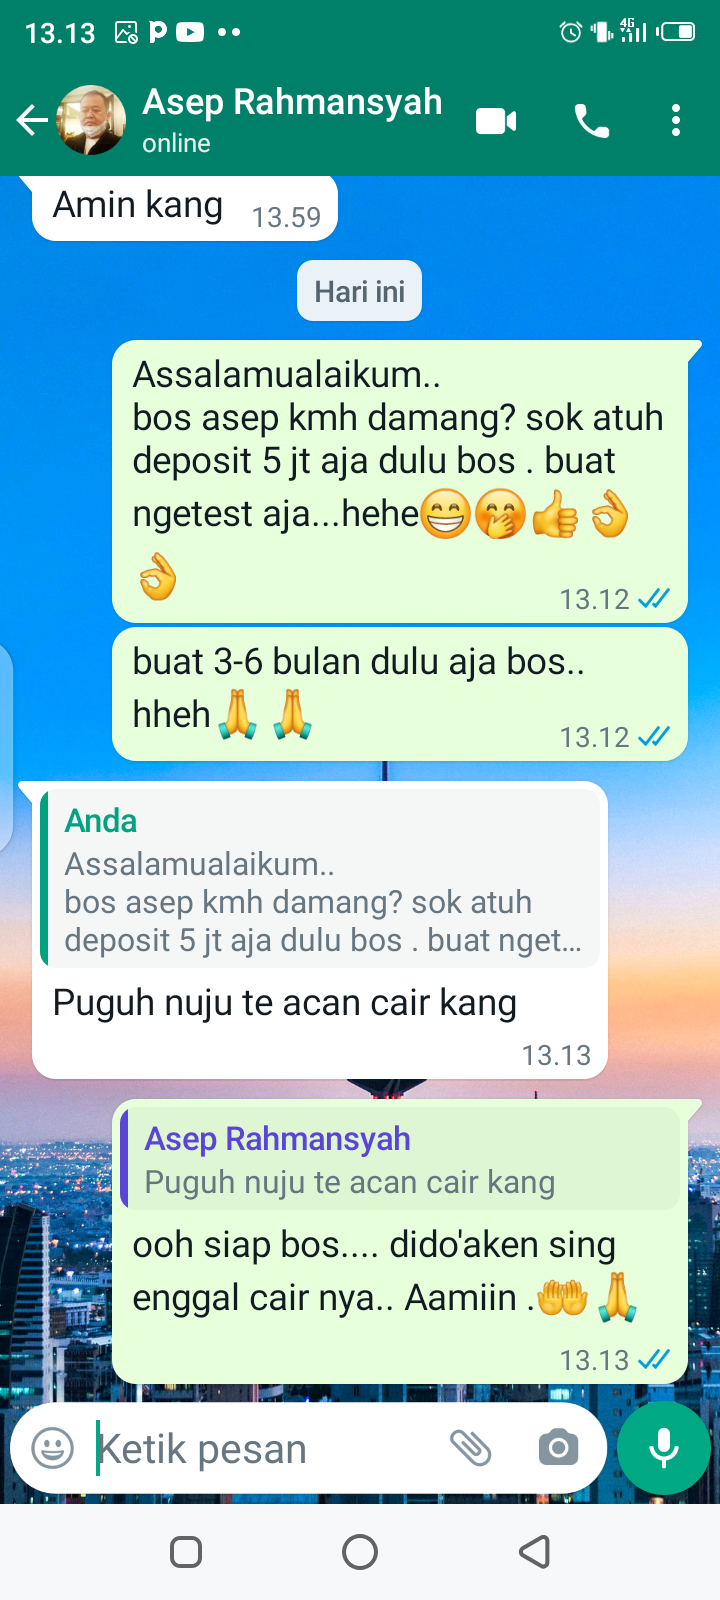 13.13
4G
Asep Rahmansyah
online
Amin kang 13.59
Hari ini
Assalamualaikum..
bos asep kmh damang? sok atuh
deposit 5 jt aja dulu bos . buat
ngetest aja...hehe😁🤭👍👌
👌
13.12
buat 3-6 bulan dulu aja bos..
hheh🙏🙏
13.12
Anda
Assalamualaikum..
bos asep kmh damang? sok atuh
deposit 5 jt aja dulu bos . buat nget...
Puguh nuju te acan cair kang
13.13
Asep Rahmansyah
Puguh nuju te acan cair kang
ooh siap bos.... dido'aken sing
enggal cair nya.. Aamiin .🤲🙏
13.13
Ketik pesan